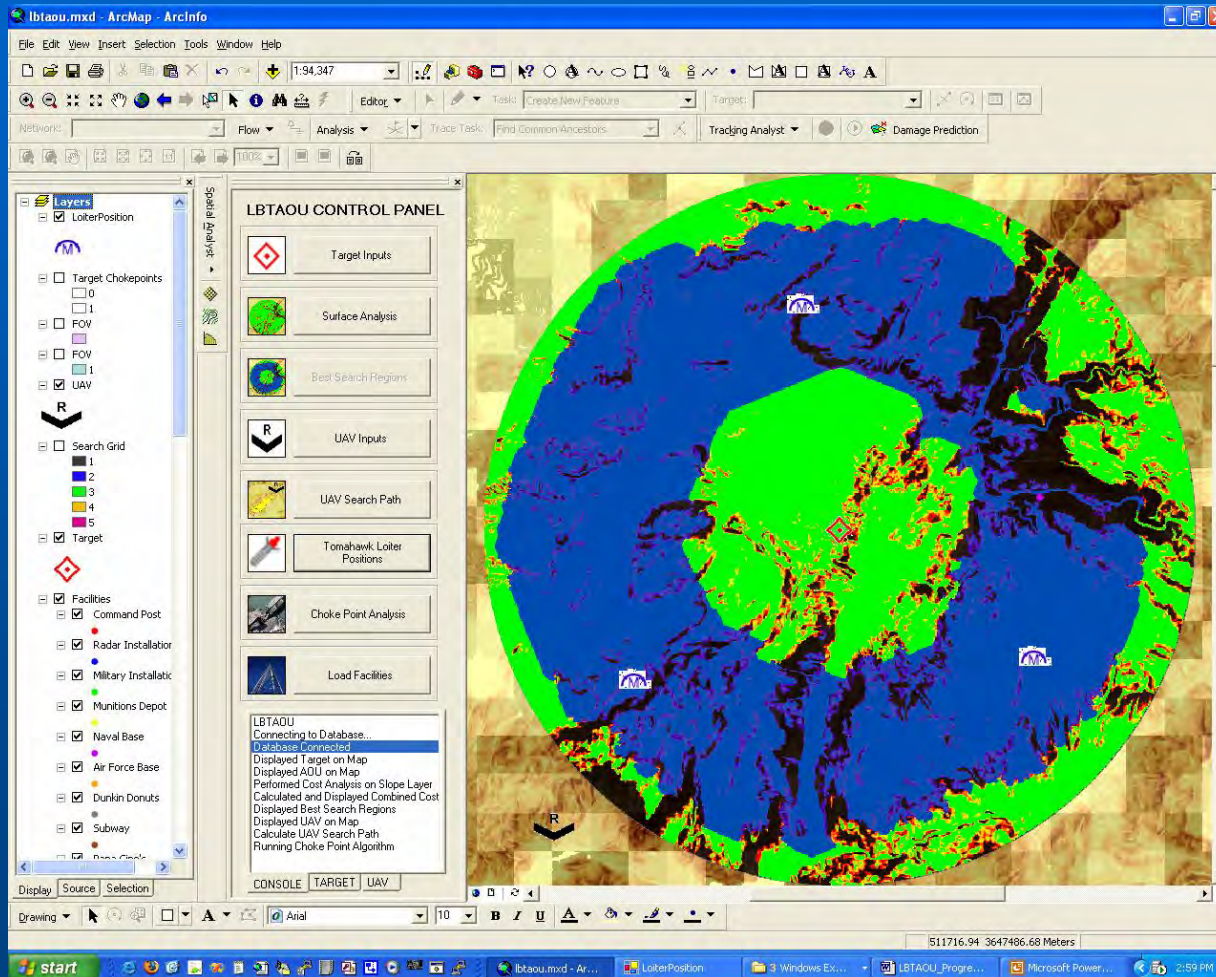 lbtaou.mxd - ArcMap - ArcInfo
File Edit View Insert Selection Tools Window Help
1:94,347
Editor Task: Create New Feature Target:
Network: Flow Analysis Trace Task: Find Common Ancestors Tracking Analyst Damage Prediction
100%
Layers
LoiterPosition
M
Target Chokepoints
0
1
FOV
FOV
1
UAV
R
Search Grid
1
2
3
4
5
Target
Facilities
Command Post
Radar Installation
Military Installatic
Munitions Depot
Naval Base
Air Force Base
Dunkin Donuts
Subway
Display Source Selection
Spatial Analyst
LBTAOU CONTROL PANEL
Target Inputs
Surface Analysis
Best Search Regions
R
UAV Inputs
UAV Search Path
Tomahawk Loiter
Positions
Choke Point Analysis
Load Facilities
LBTAOU
Connecting to Database...
Database Connected
Displayed Target on Map
Displayed AOU on Map
Performed Cost Analysis on Slope Layer
Calculated and Displayed Combined Cost
Displayed Best Search Regions
Displayed UAV on Map
Calculate UAV Search Path
Running Choke Point Algorithm
CONSOLE TARGET UAV
M
M
M
R
Drawing A Arial 10 B I U A
511716.94 3647486.68 Meters
start lbtaou.mxd - Ar... LoiterPosition 3 Windows Ex... LBTAOU_Progre... Microsoft Power... 2:59 PM